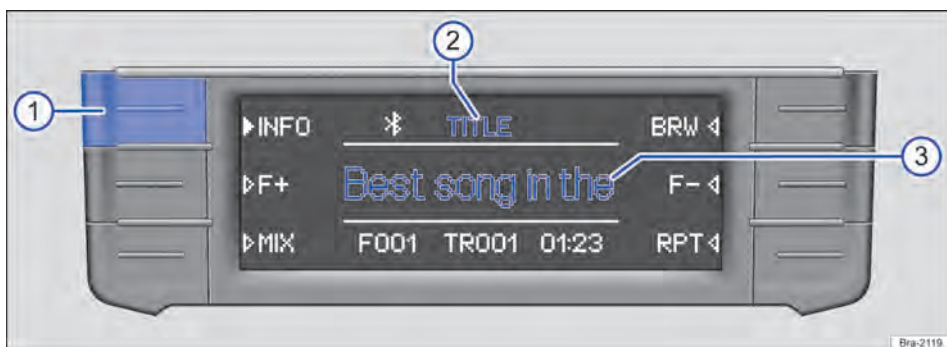 2
1
INFO TITLE BRW
3
F+ Best song in the F-
MIX F001 TR001 01:23 RPT
Bra-2119